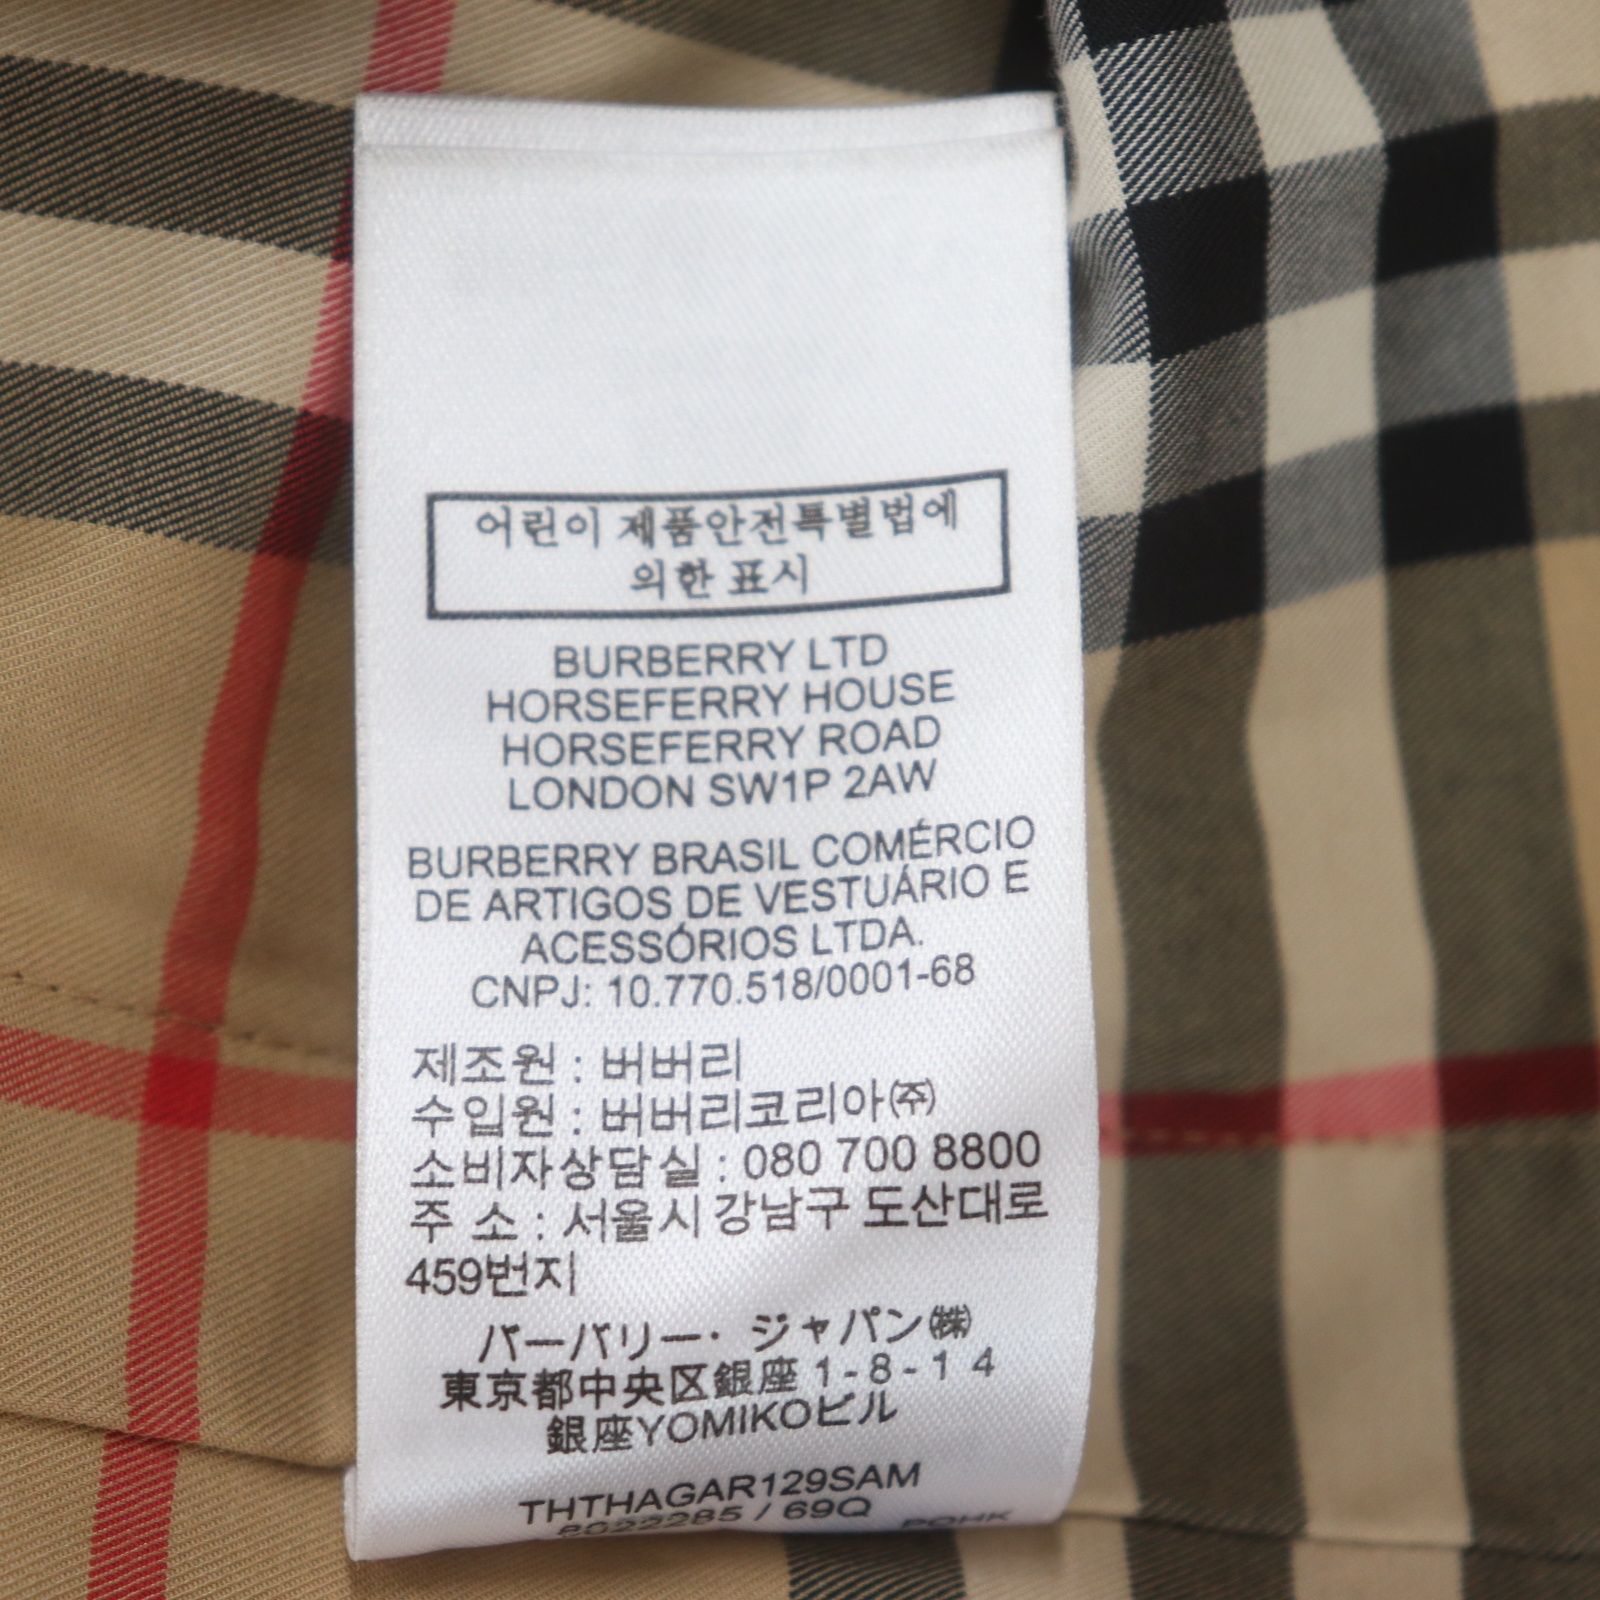 어린이 제품안전특별법에
의한 표시
BURBERRY LTD
HORSEFERRY HOUSE
HORSEFERRY ROAD
LONDON SW1P 2AW
BURBERRY BRASIL COMÉRCIO
DE ARTIGOS DE VESTUÁRIO E
ACESSÓRIOS LTDA.
CNPJ: 10.770.518/0001-68
제조원 : 버버리
수입원 : 버버리코리아㈜
소비자상담실 : 080 700 8800
주 소 : 서울시 강남구 도산대로
459번지
バーバリー・ジャパン㈱
東京都中央区銀座 1 - 8 - 1 4
銀座YOMIKOビル
THTHAGAR129SAM
8022285 / 69Q